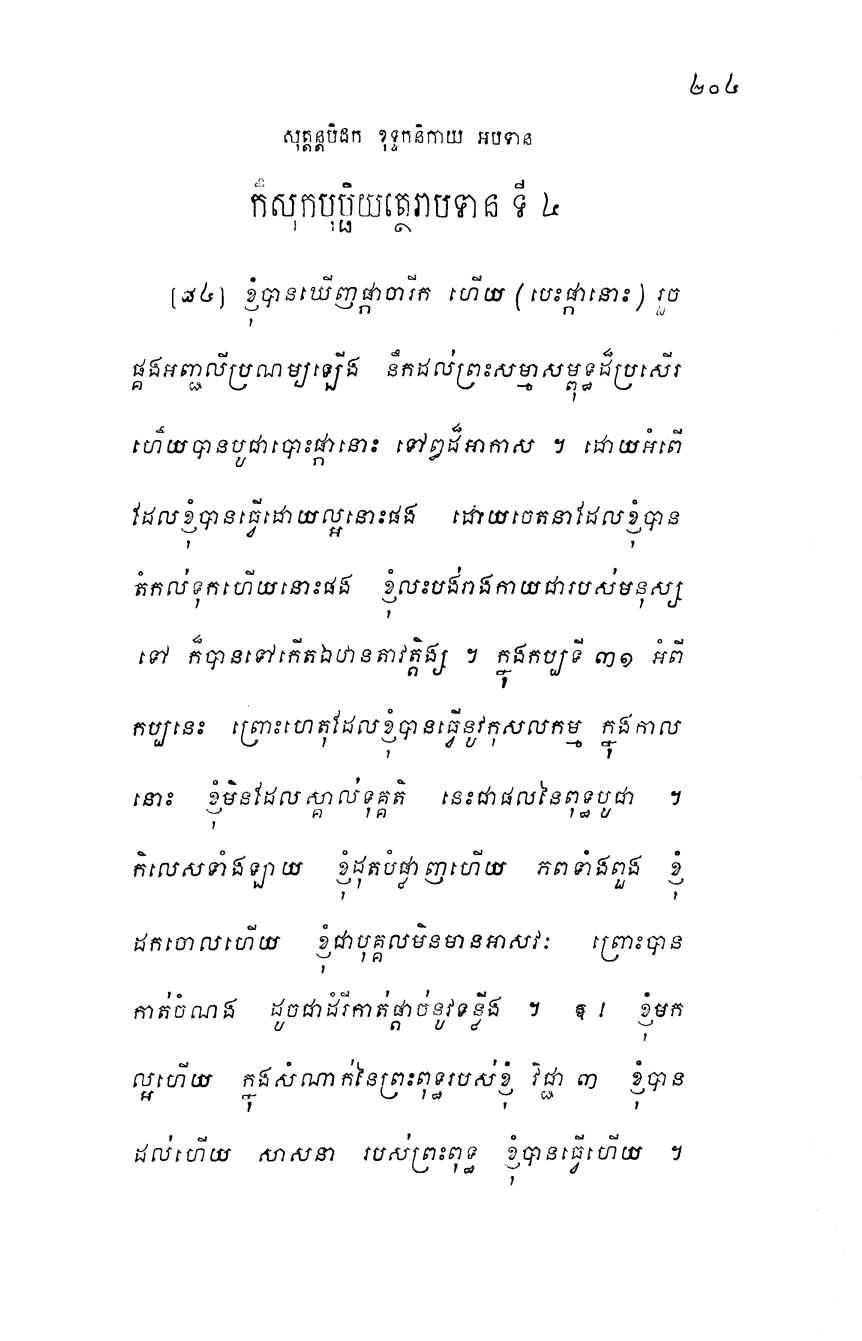 ២០៤
សុត្តន្តបិដក ខុទ្ទកនិកាយ អបទាន
កឹសុកបុប្ផិយត្ថេរាបទាន ទី ៤
(៨៤) ខ្ញុំបានឃើញផ្កាចារីក ហើយ (បេះផ្កានោះ) រួច
ផ្គងអញ្ជលីប្រណម្យឡើង នឹកដល់ព្រះសម្មាសម្ពុទ្ធដ៏ប្រសើរ
ហើយបានបូជាបោះផ្កានោះ ទៅឰដ៏អាកាស ។ ដោយអំពើ
ដែលខ្ញុំបានធ្វើដោយល្អនោះផង ដោយចេតនាដែលខ្ញុំបាន
តំកល់ទុកហើយនោះផង ខ្ញុំលះបង់រាងកាយជារបស់មនុស្ស
ទៅ ក៏បានទៅកើតឯឋានតាវត្តិង្ស ។ ក្នុងកប្បទី ៣១ អំពី
កប្បនេះ ព្រោះហេតុដែលខ្ញុំបានធ្វើនូវកុសលកម្ម ក្នុងកាល
នោះ ខ្ញុំមិនដែលស្គាល់ទុគ្គតិ នេះជាផលនៃពុទ្ធបូជា ។
កិលេសទាំងឡាយ ខ្ញុំដុតបំផ្លាញហើយ ភពទាំងពួង ខ្ញុំ
ដកចោលហើយ ខ្ញុំជាបុគ្គលមិនមានអាសវៈ ព្រោះបាន
កាត់ចំណង ដូចជាដំរីកាត់ផ្តាច់នូវទន្លីង ។ ឱ! ខ្ញុំមក
ល្អហើយ ក្នុងសំណាក់នៃព្រះពុទ្ធរបស់ខ្ញុំ វិជ្ជា ៣ ខ្ញុំបាន
ដល់ហើយ សាសនា របស់ព្រះពុទ្ធ ខ្ញុំបានធ្វើហើយ ។